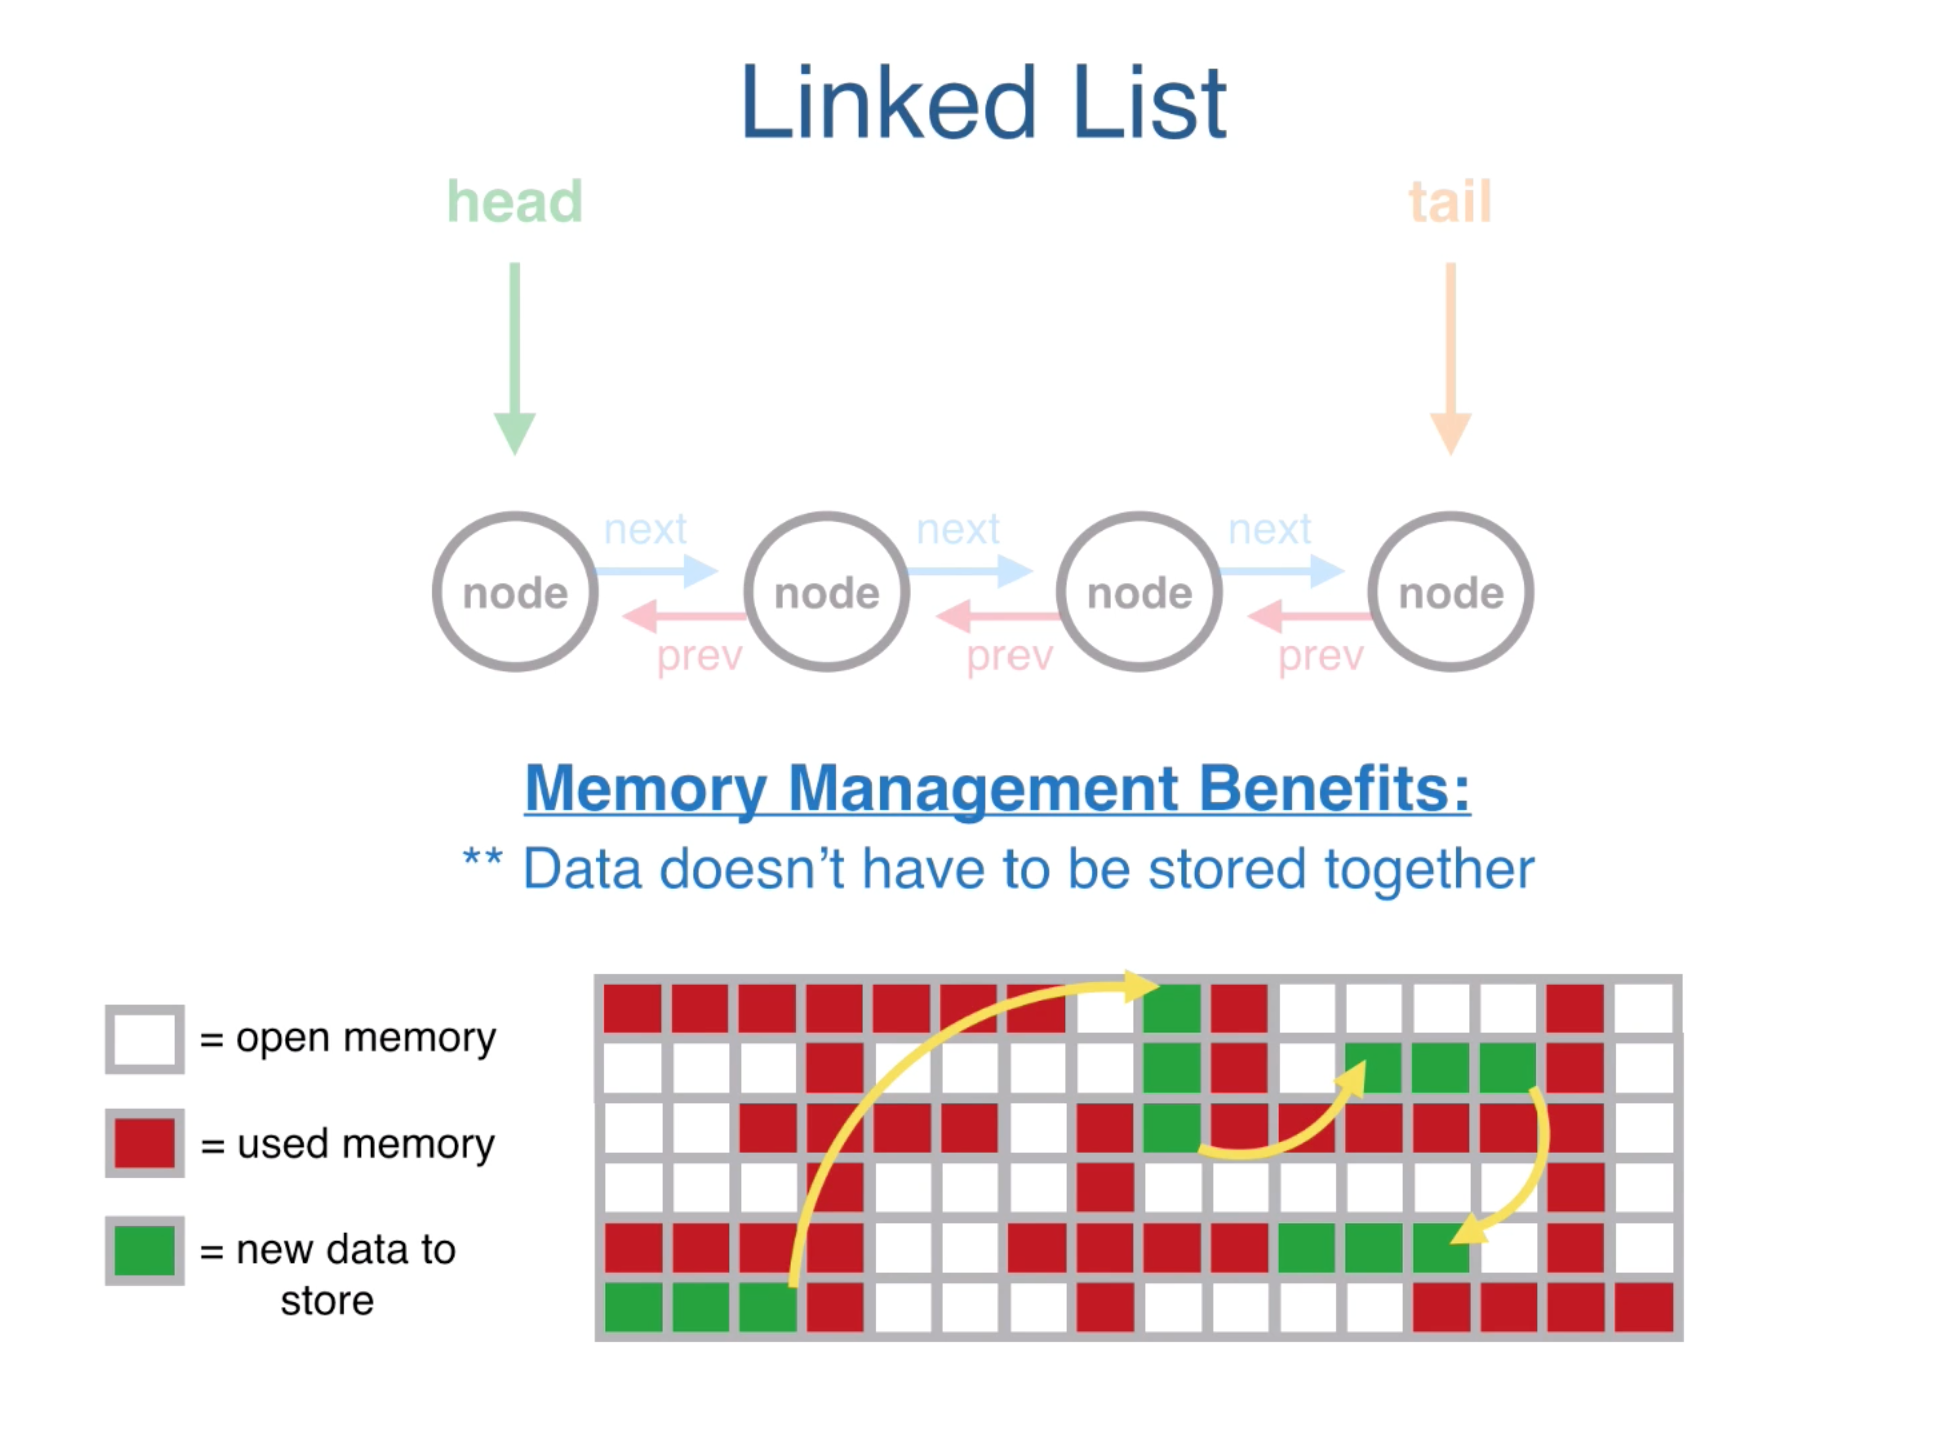 Linked List
head
tail
next next next
node node node node
prev prev prev
Memory Management Benefits:
** Data doesn’t have to be stored together
= open memory
= used memory
= new data to
store